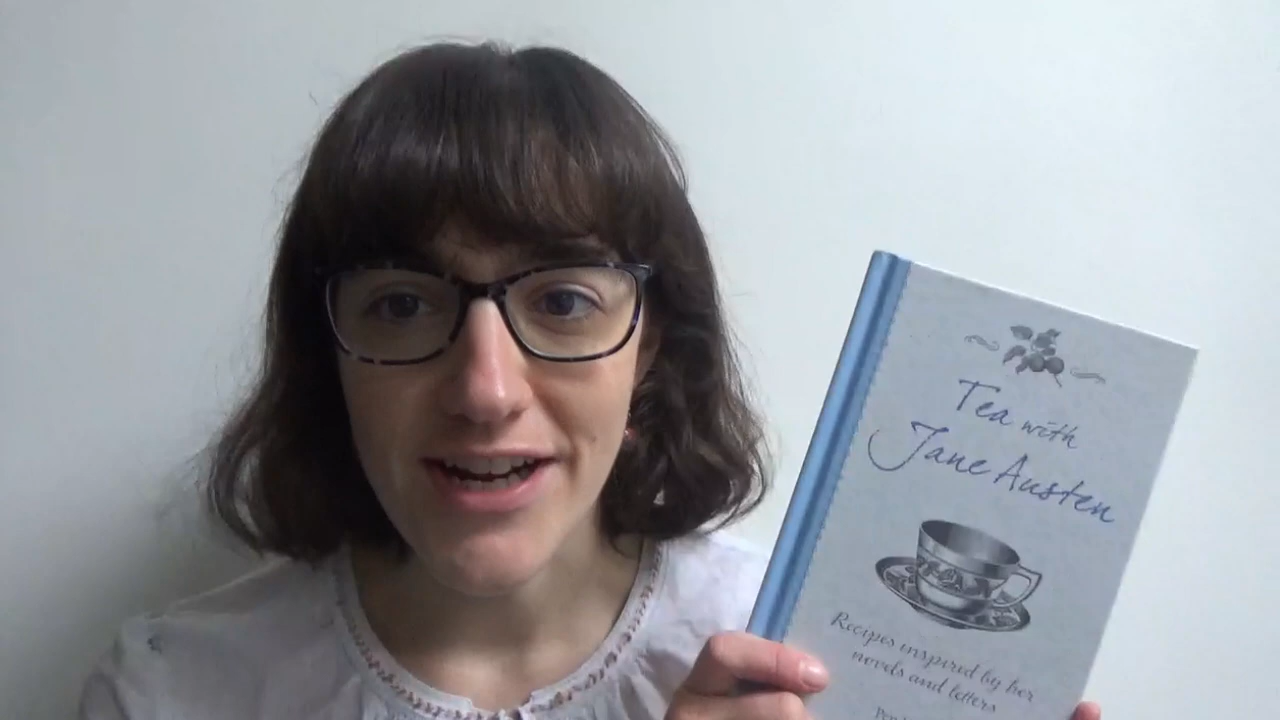 Tea with
Jane Austen
Recipes inspired by her
novels and letters